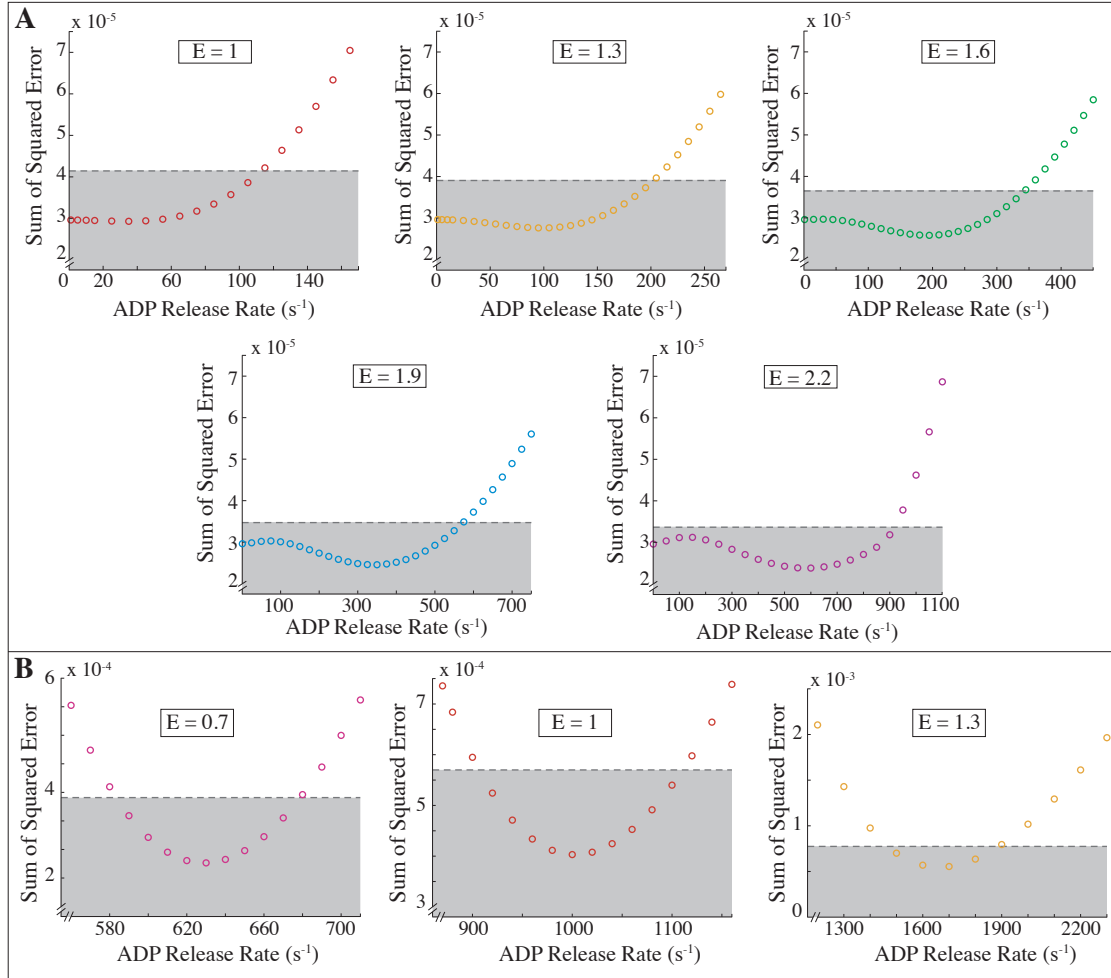 A
x 10-5
E = 1
Sum of Squared Error
7
6
5
4
3
2
0 20 40 60 80 100 140
ADP Release Rate (s-1)
x 10-5
E = 1.3
Sum of Squared Error
7
6
5
4
3
2
0 50 100 150 200 250
ADP Release Rate (s-1)
x 10-5
E = 1.6
Sum of Squared Error
7
6
5
4
3
2
0 100 200 300 400
ADP Release Rate (s-1)
x 10-5
E = 1.9
Sum of Squared Error
7
6
5
4
3
2
100 300 500 700
ADP Release Rate (s-1)
x 10-5
E = 2.2
Sum of Squared Error
7
6
5
4
3
2
100 300 500 700 900 1100
ADP Release Rate (s-1)
B
x 10-4
E = 0.7
Sum of Squared Error
6
4
2
580 620 660 700
ADP Release Rate (s-1)
x 10-4
E = 1
Sum of Squared Error
7
5
3
900 1000 1100
ADP Release Rate (s-1)
x 10-3
E = 1.3
Sum of Squared Error
2
1
0
1300 1600 1900 2200
ADP Release Rate (s-1)